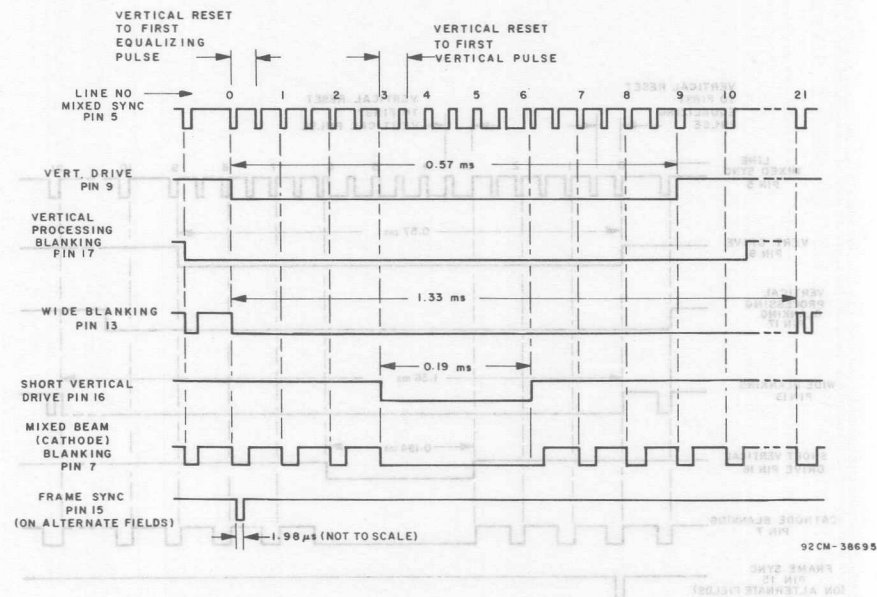 VERTICAL RESET
TO FIRST
EQUALIZING
PULSE
VERTICAL RESET
TO FIRST
VERTICAL PULSE
LINE NO
MIXED SYNC
PIN 5
0 1 2 3 4 5 6 7 8 9 10 21
0.57 ms
VERT. DRIVE
PIN 9
VERTICAL
PROCESSING
BLANKING
PIN 17
1.33 ms
WIDE BLANKING
PIN 13
0.19 ms
SHORT VERTICAL
DRIVE PIN 16
MIXED BEAM
(CATHODE)
BLANKING
PIN 7
FRAME SYNC
PIN 15
(ON ALTERNATE FIELDS)
1.98 µs (NOT TO SCALE)
92CM-38695